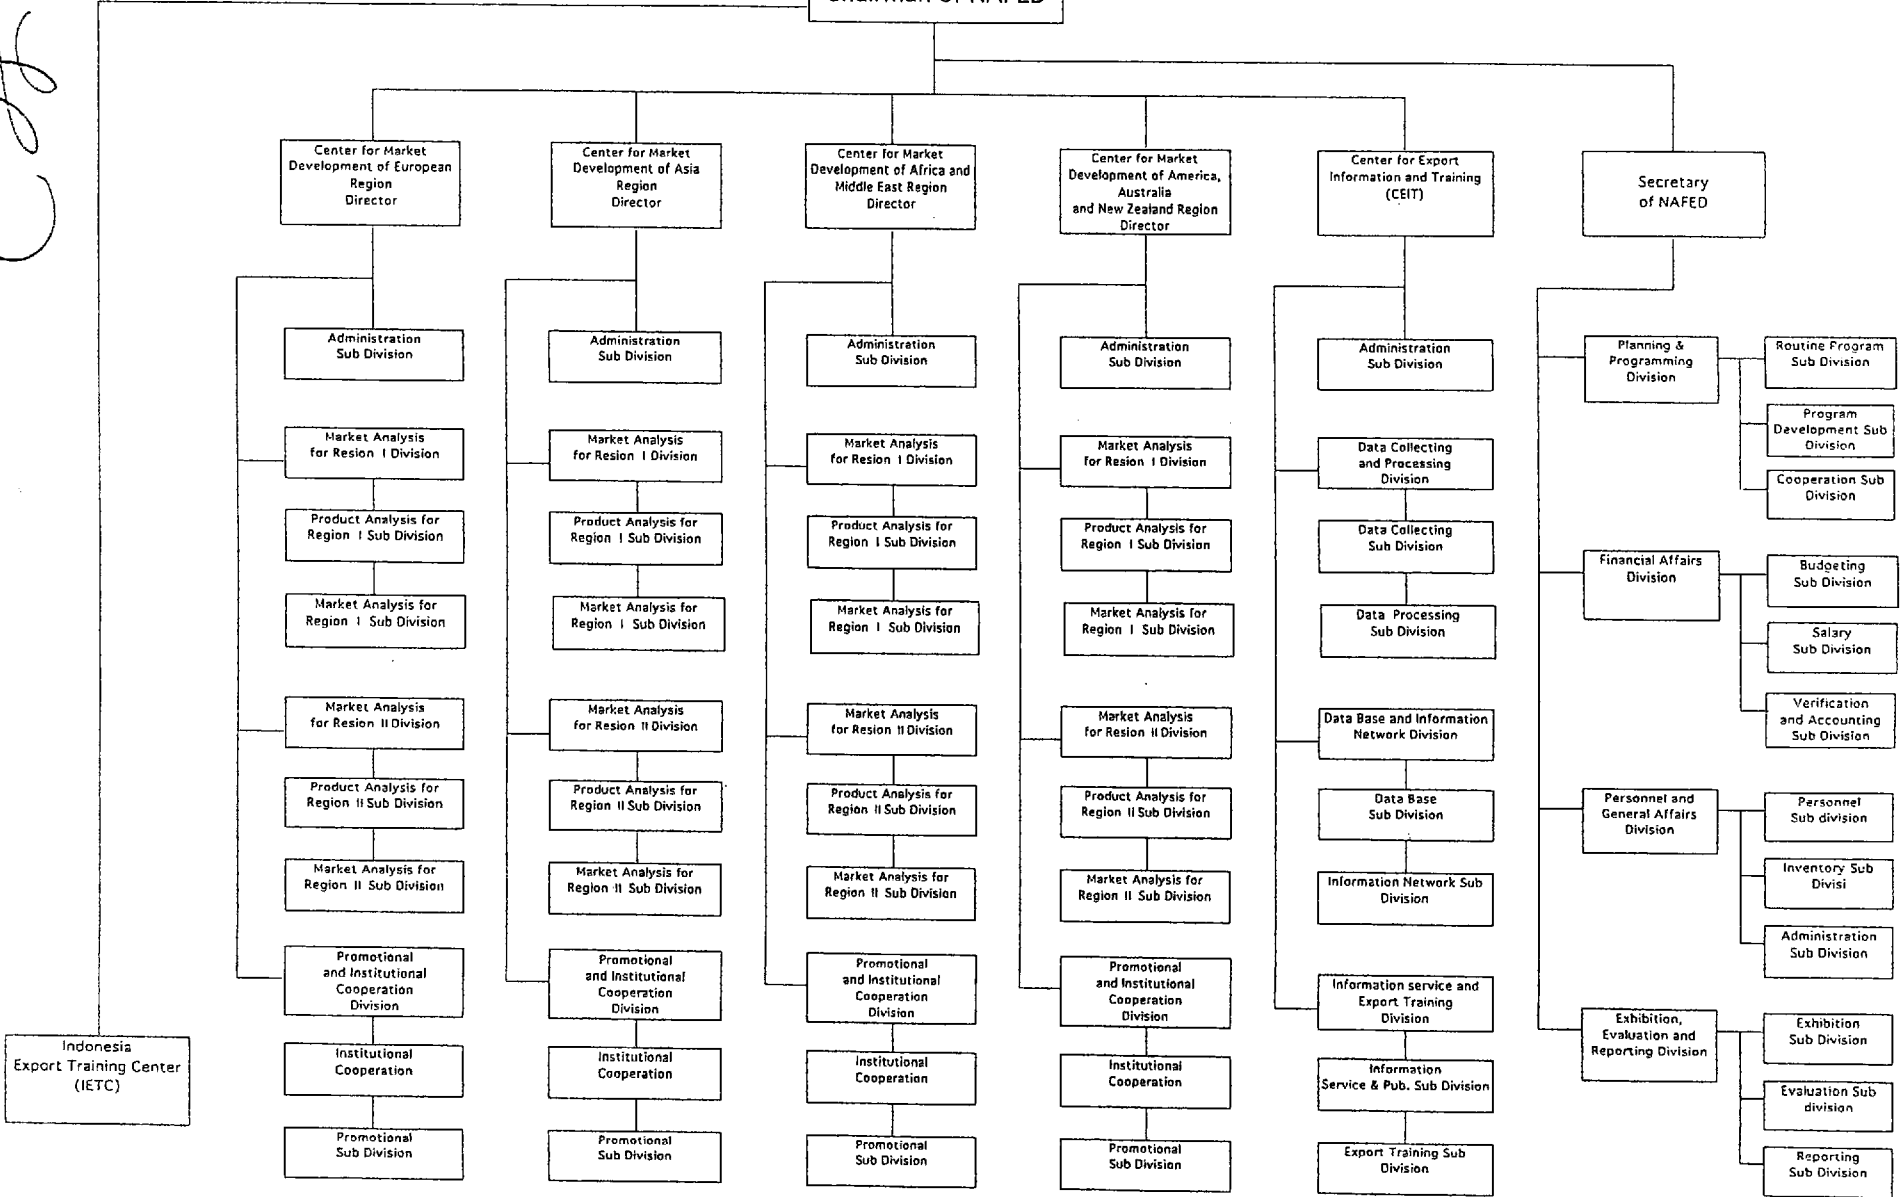 Chairman of NAFED
Center for Market
Development of European
Region
Director
Center for Market
Development of Asia
Region
Director
Center for Market
Development of Africa and
Middle East Region
Director
Center for Market
Development of America,
Australia
and New Zealand Region
Director
Center for Export
Information and Training
(CEIT)
Secretary
of NAFED
Administration
Sub Division
Market Analysis
for Resion I Division
Product Analysis for
Region I Sub Division
Market Analysis for
Region I Sub Division
Market Analysis
for Resion II Division
Product Analysis for
Region II Sub Division
Market Analysis for
Region II Sub Division
Promotional
and Institutional
Cooperation
Division
Institutional
Cooperation
Promotional
Sub Division
Administration
Sub Division
Market Analysis
for Resion I Division
Product Analysis for
Region I Sub Division
Market Analysis for
Region I Sub Division
Market Analysis
for Resion II Division
Product Analysis for
Region II Sub Division
Market Analysis for
Region II Sub Division
Promotional
and Institutional
Cooperation
Division
Institutional
Cooperation
Promotional
Sub Division
Administration
Sub Division
Market Analysis
for Resion I Division
Product Analysis for
Region I Sub Division
Market Analysis for
Region I Sub Division
Market Analysis
for Resion II Division
Product Analysis for
Region II Sub Division
Market Analysis for
Region II Sub Division
Promotional
and Institutional
Cooperation
Division
Institutional
Cooperation
Promotional
Sub Division
Administration
Sub Division
Market Analysis
for Resion I Division
Product Analysis for
Region I Sub Division
Market Analysis for
Region I Sub Division
Market Analysis
for Resion II Division
Product Analysis for
Region II Sub Division
Market Analysis for
Region II Sub Division
Promotional
and Institutional
Cooperation
Division
Institutional
Cooperation
Promotional
Sub Division
Administration
Sub Division
Data Collecting
and Processing
Division
Data Collecting
Sub Division
Data Processing
Sub Division
Data Base and Information
Network Division
Data Base
Sub Division
Information Network Sub
Division
Information service and
Export Training
Division
Information
Service & Pub. Sub Division
Export Training Sub
Division
Planning &
Programming
Division
Routine Program
Sub Division
Program
Development Sub
Division
Cooperation Sub
Division
Financial Affairs
Division
Budgeting
Sub Division
Salary
Sub Division
Verification
and Accounting
Sub Division
Personnel and
General Affairs
Division
Personnel
Sub division
Inventory Sub
Divisi
Administration
Sub Division
Exhibition,
Evaluation and
Reporting Division
Exhibition
Sub Division
Evaluation Sub
division
Reporting
Sub Division
Indonesia
Export Training Center
(IETC)